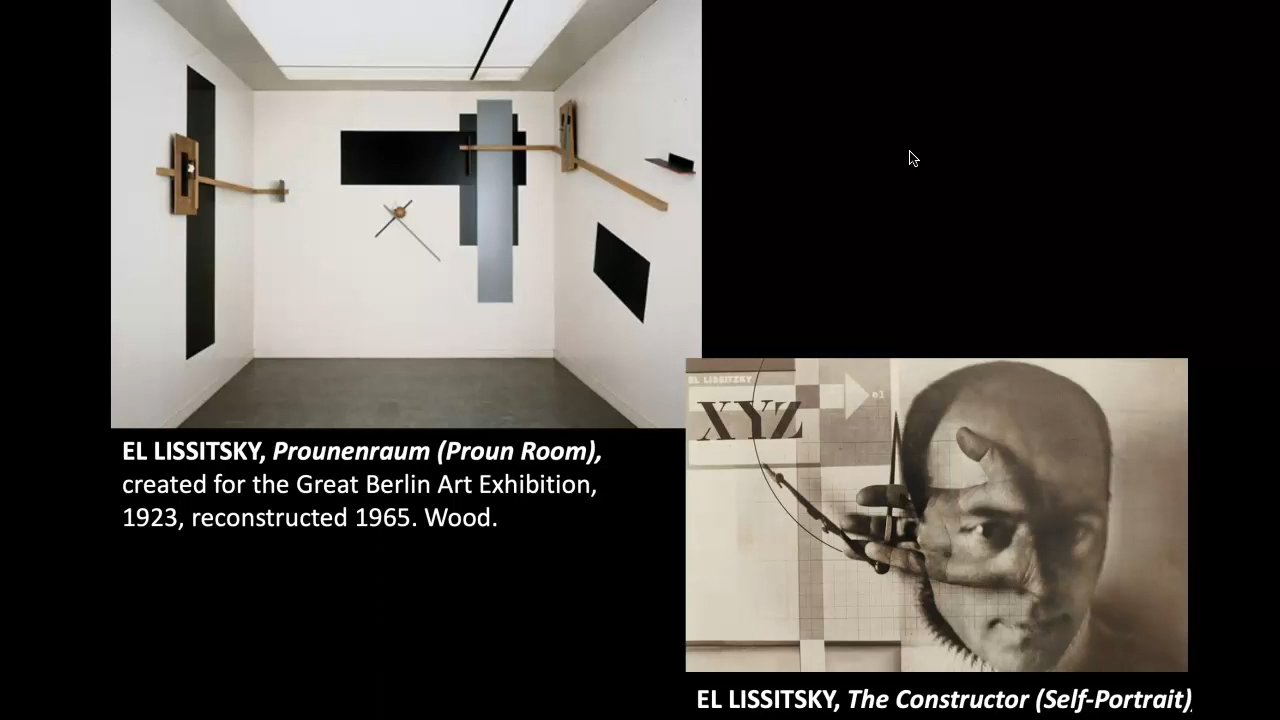 EL LISSITSKY, Prounenraum (Proun Room),
created for the Great Berlin Art Exhibition,
1923, reconstructed 1965. Wood.
EL LISSITZKY
XYZ
el
EL LISSITSKY, The Constructor (Self-Portrait)